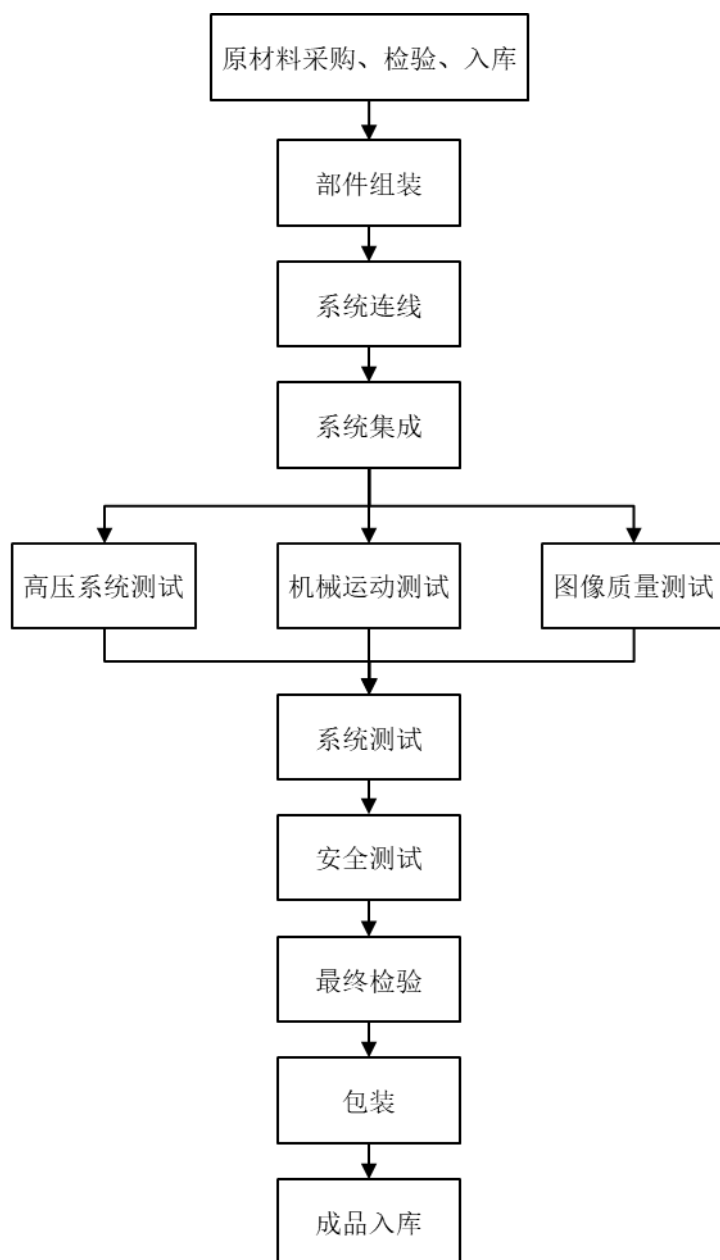 原材料采购、检验、入库
部件组装
系统连线
系统集成
高压系统测试
机械运动测试
图像质量测试
系统测试
安全测试
最终检验
包装
成品入库